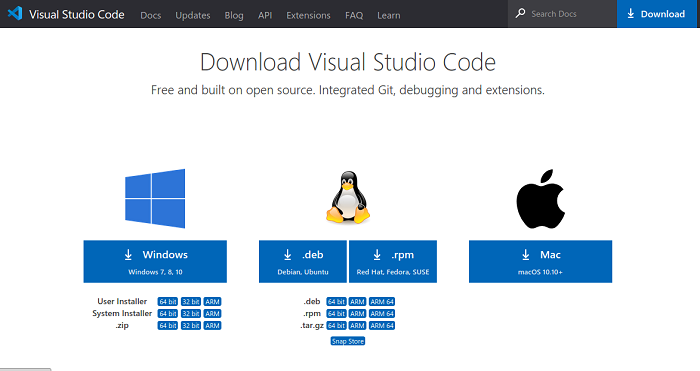 Visual Studio Code Docs Updates Blog API Extensions FAQ Learn Search Docs Download
Download Visual Studio Code
Free and built on open source. Integrated Git, debugging and extensions.
Windows
Windows 7, 8, 10
User Installer 64 bit 32 bit ARM
System Installer 64 bit 32 bit ARM
.zip 64 bit 32 bit ARM
.deb
Debian, Ubuntu
.rpm
Red Hat, Fedora, SUSE
.deb 64 bit ARM ARM 64
.rpm 64 bit ARM ARM 64
.tar.gz 64 bit ARM ARM 64
Snap Store
Mac
macOS 10.10+